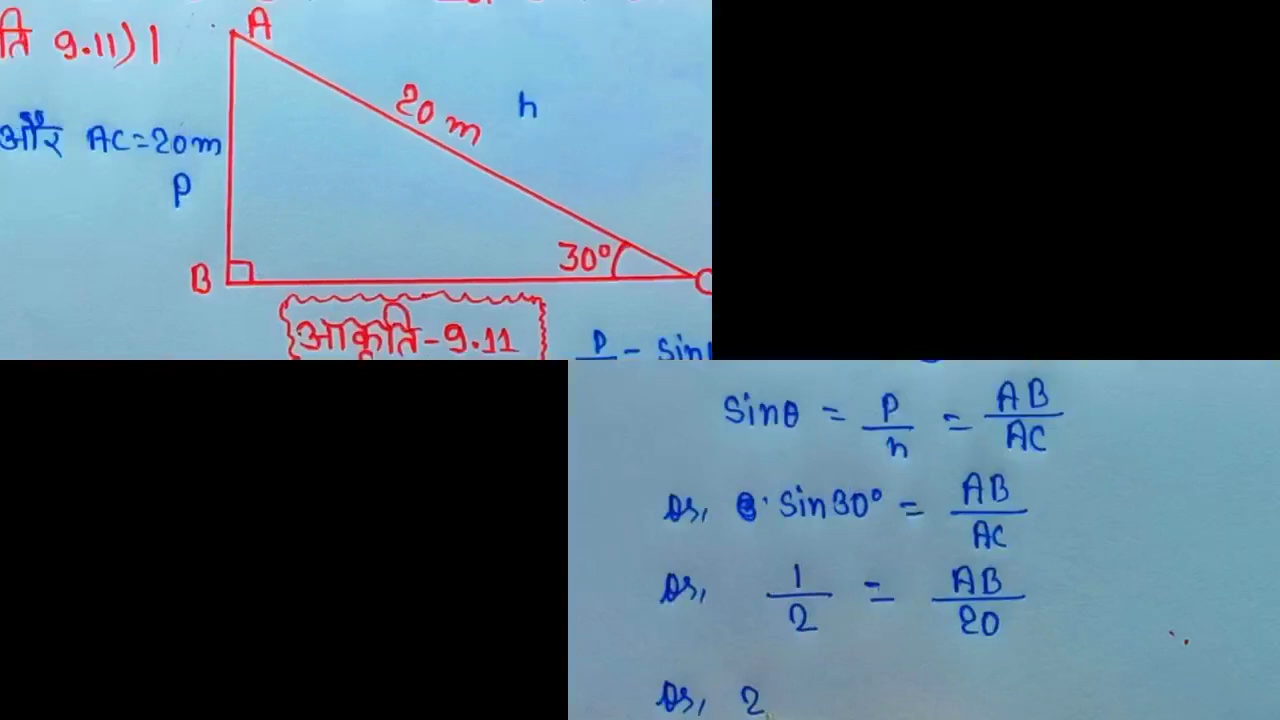 ति 9.11)।
A
20 m
h
और AC=20m
P
30°
B
C
आकृति-9.11
P — Sin
Sinθ = P/h = AB/AC
Or, Sin30° = AB/AC
Or, 1/2 = AB/20
Or, 2